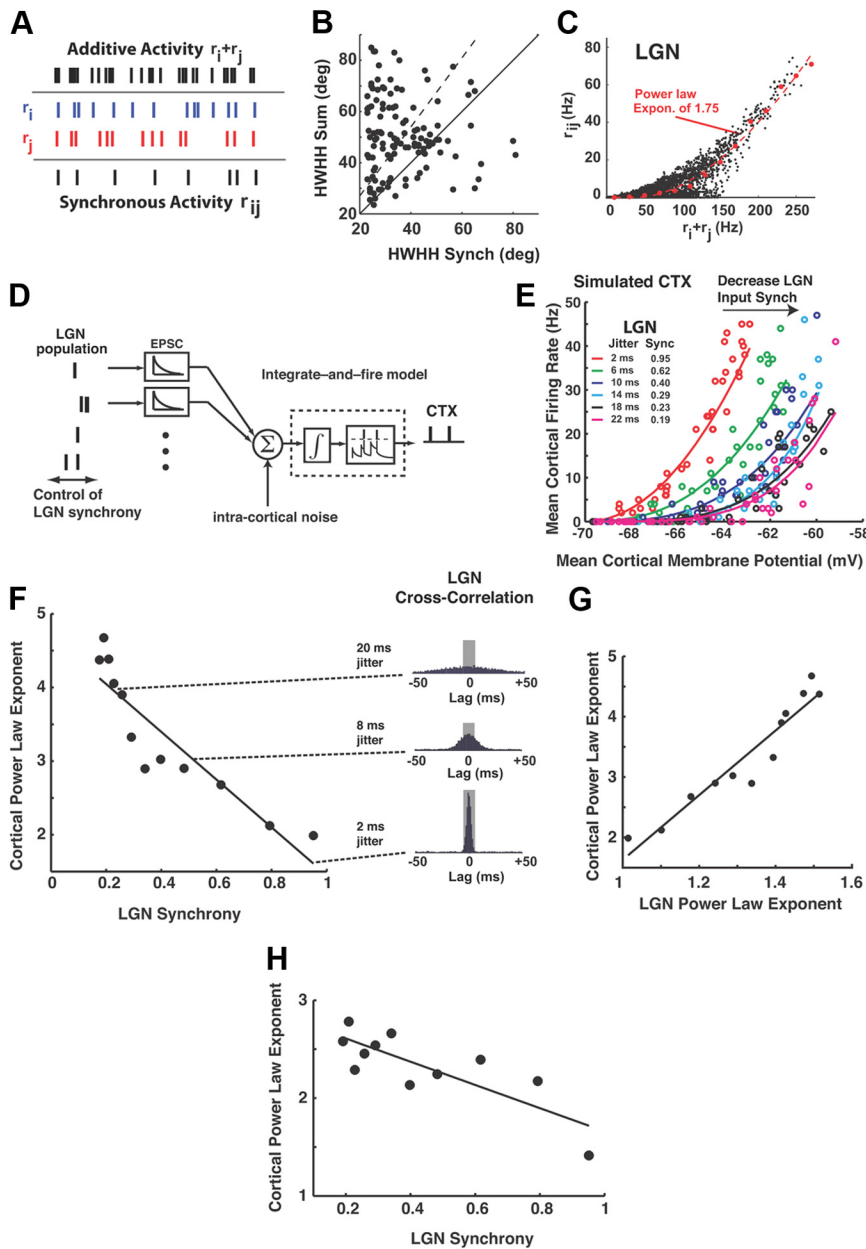 A
Additive Activity ri+rj
ri
rj
Synchronous Activity rij
B
HWHH Sum (deg)
80
60
40
20
20 40 60 80
HWHH Synch (deg)
C
LGN
rij (Hz)
80
60
40
20
0
Power law
Expon. of 1.75
0 50 100 150 200 250
ri+rj (Hz)
D
LGN
population
EPSC
Integrate–and–fire model
Σ
∫
CTX
Control of
LGN synchrony
intra-cortical noise
E
Simulated CTX
Decrease LGN
Input Synch
Mean Cortical Firing Rate (Hz)
50
40
30
20
10
0
LGN
Jitter Sync
2 ms 0.95
6 ms 0.62
10 ms 0.40
14 ms 0.29
18 ms 0.23
22 ms 0.19
-70 -68 -66 -64 -62 -60 -58
Mean Cortical Membrane Potential (mV)
F
Cortical Power Law Exponent
5
4
3
2
0 0.2 0.4 0.6 0.8 1
LGN Synchrony
LGN
Cross-Correlation
20 ms
jitter
-50 0 +50
Lag (ms)
8 ms
jitter
-50 0 +50
Lag (ms)
2 ms
jitter
-50 0 +50
Lag (ms)
G
Cortical Power Law Exponent
5
4
3
2
1 1.2 1.4 1.6
LGN Power Law Exponent
H
Cortical Power Law Exponent
3
2
1
0.2 0.4 0.6 0.8 1
LGN Synchrony